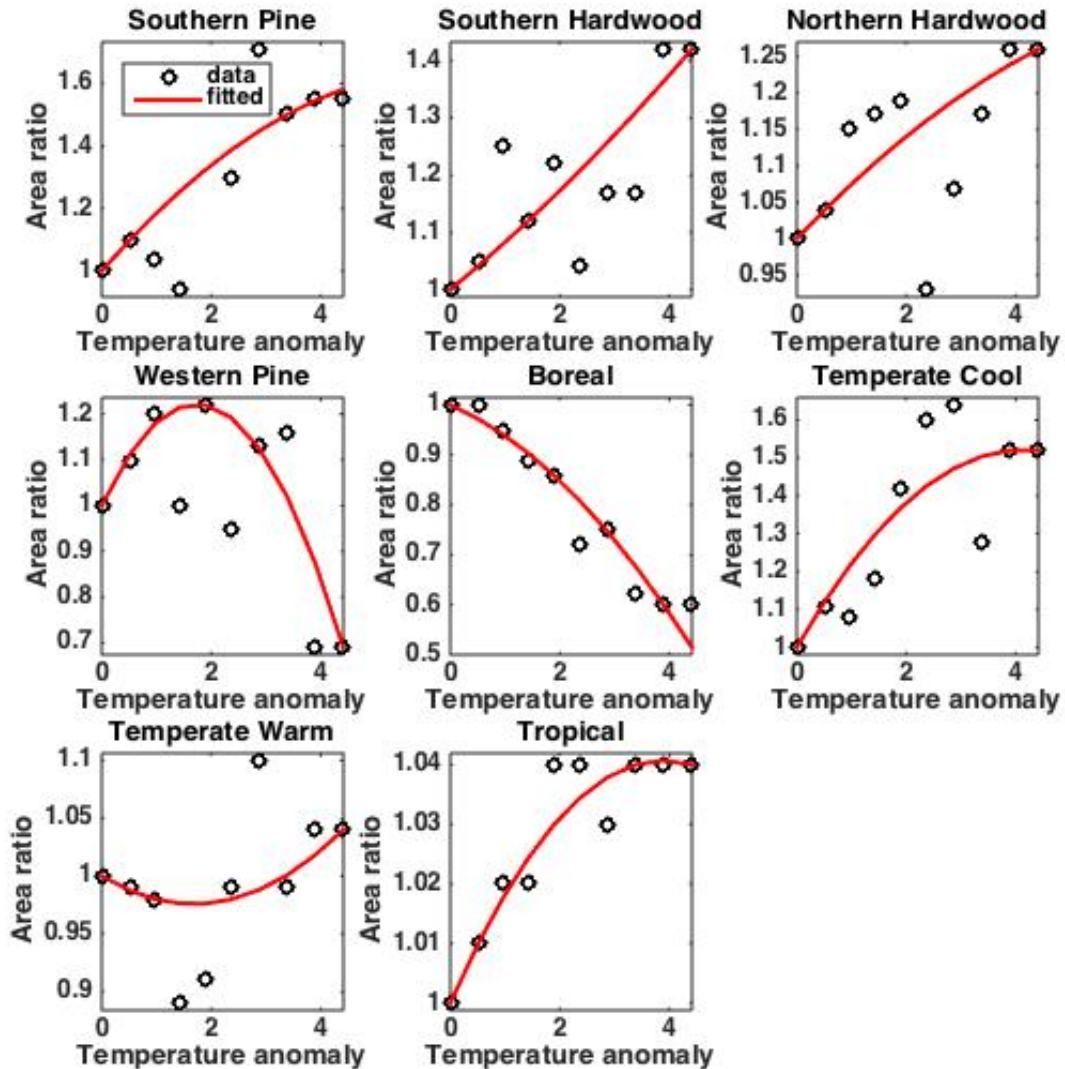 Southern Pine
Southern Hardwood
Northern Hardwood
data
fitted
Area ratio
1.6
1.4
1.2
1
0 2 4
Temperature anomaly
Area ratio
1.4
1.3
1.2
1.1
1
0 2 4
Temperature anomaly
Area ratio
1.25
1.2
1.15
1.1
1.05
1
0.95
0 2 4
Temperature anomaly
Western Pine
Boreal
Temperate Cool
Area ratio
1.2
1.1
1
0.9
0.8
0.7
0 2 4
Temperature anomaly
Area ratio
1
0.9
0.8
0.7
0.6
0.5
0 2 4
Temperature anomaly
Area ratio
1.6
1.5
1.4
1.3
1.2
1.1
1
0 2 4
Temperature anomaly
Temperate Warm
Tropical
Area ratio
1.1
1.05
1
0.95
0.9
0 2 4
Temperature anomaly
Area ratio
1.04
1.03
1.02
1.01
1
0 2 4
Temperature anomaly